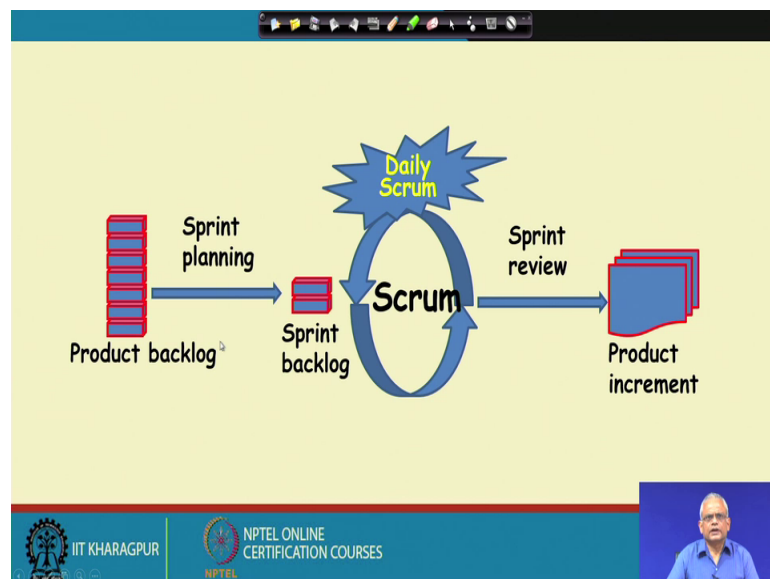 Daily
Scrum
Sprint
planning
Sprint
review
Scrum
Sprint
backlog
Product backlog
Product
increment
IIT KHARAGPUR
NPTEL ONLINE
CERTIFICATION COURSES
NPTEL